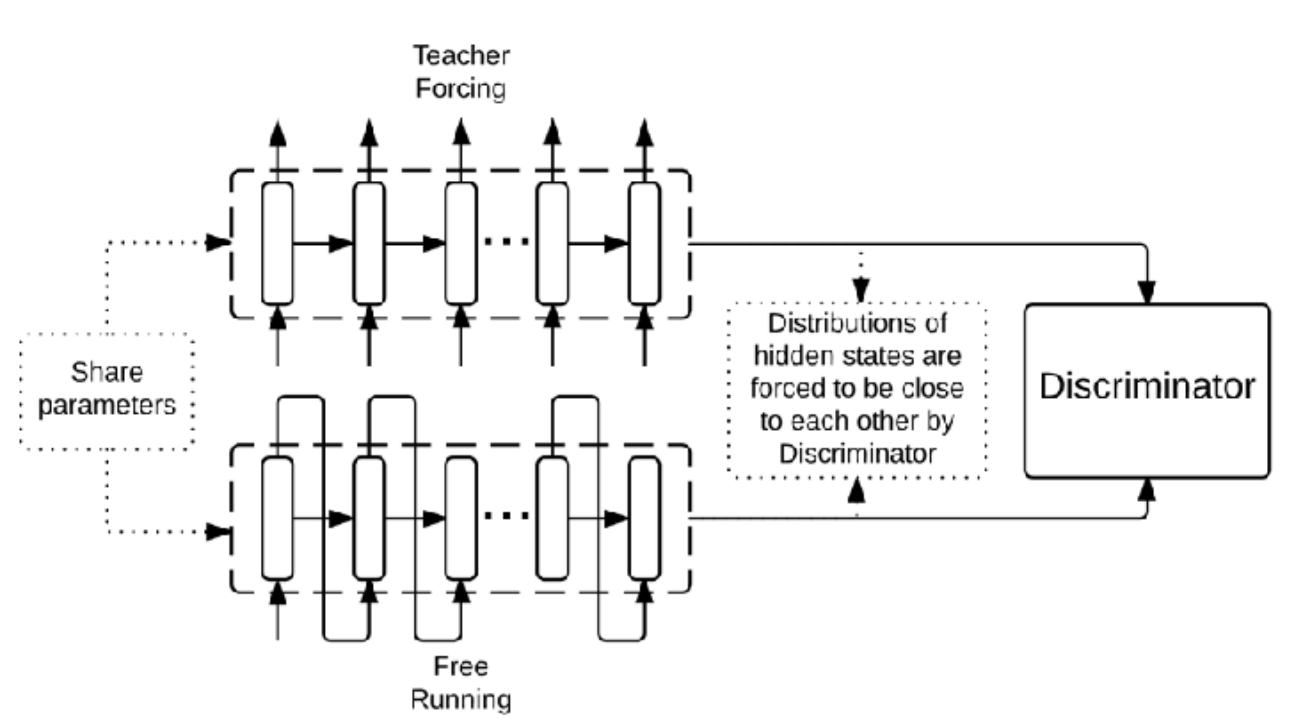 Teacher
Forcing
Share
parameters
Distributions of
hidden states are
forced to be close
to each other by
Discriminator
Discriminator
Free
Running